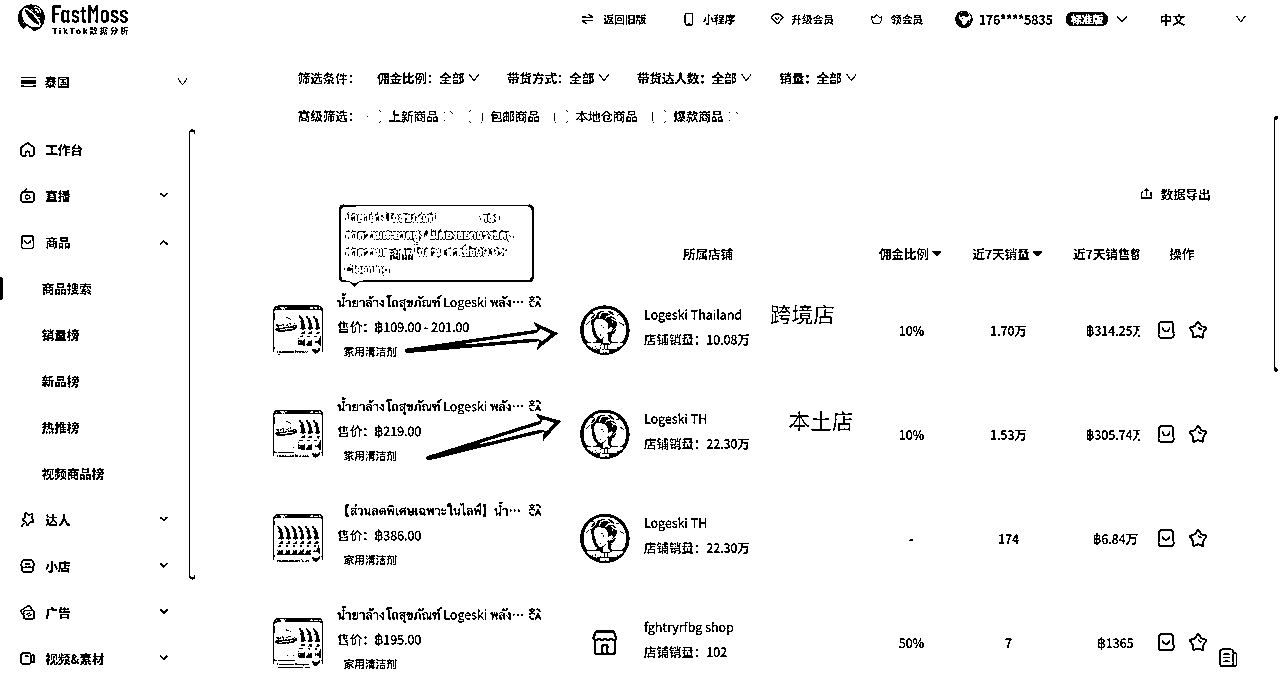 FastMoss
TikTok数据分析
返回旧版 小程序 升级会员 领会员 176****5835 标准版 中文
泰国
筛选条件： 佣金比例：全部 带货方式：全部 带货达人数：全部 销量：全部
高级筛选： 上新商品 包邮商品 本地仓商品 爆款商品
工作台
直播
商品
商品搜索
销量榜
新品榜
热推榜
视频商品榜
达人
小店
广告
视频&素材
数据导出
所属店铺 佣金比例 近7天销量 近7天销售额 操作
น้ำยาล้างโถสุขภัณฑ์ Logeski พลัง…
售价：฿109.00 - 201.00
家用清洁剂
Logeski Thailand
店铺销量：10.08万
跨境店
10% 1.70万 ฿314.25万
น้ำยาล้างโถสุขภัณฑ์ Logeski พลัง…
售价：฿219.00
家用清洁剂
Logeski TH
店铺销量：22.30万
本土店
10% 1.53万 ฿305.74万
【ส่วนลดพิเศษเฉพาะในไลฟ์】น้ำ…
售价：฿386.00
家用清洁剂
Logeski TH
店铺销量：22.30万
- 174 ฿6.84万
น้ำยาล้างโถสุขภัณฑ์ Logeski พลัง…
售价：฿195.00
家用清洁剂
fghtryrfbg shop
店铺销量：102
50% 7 ฿1365